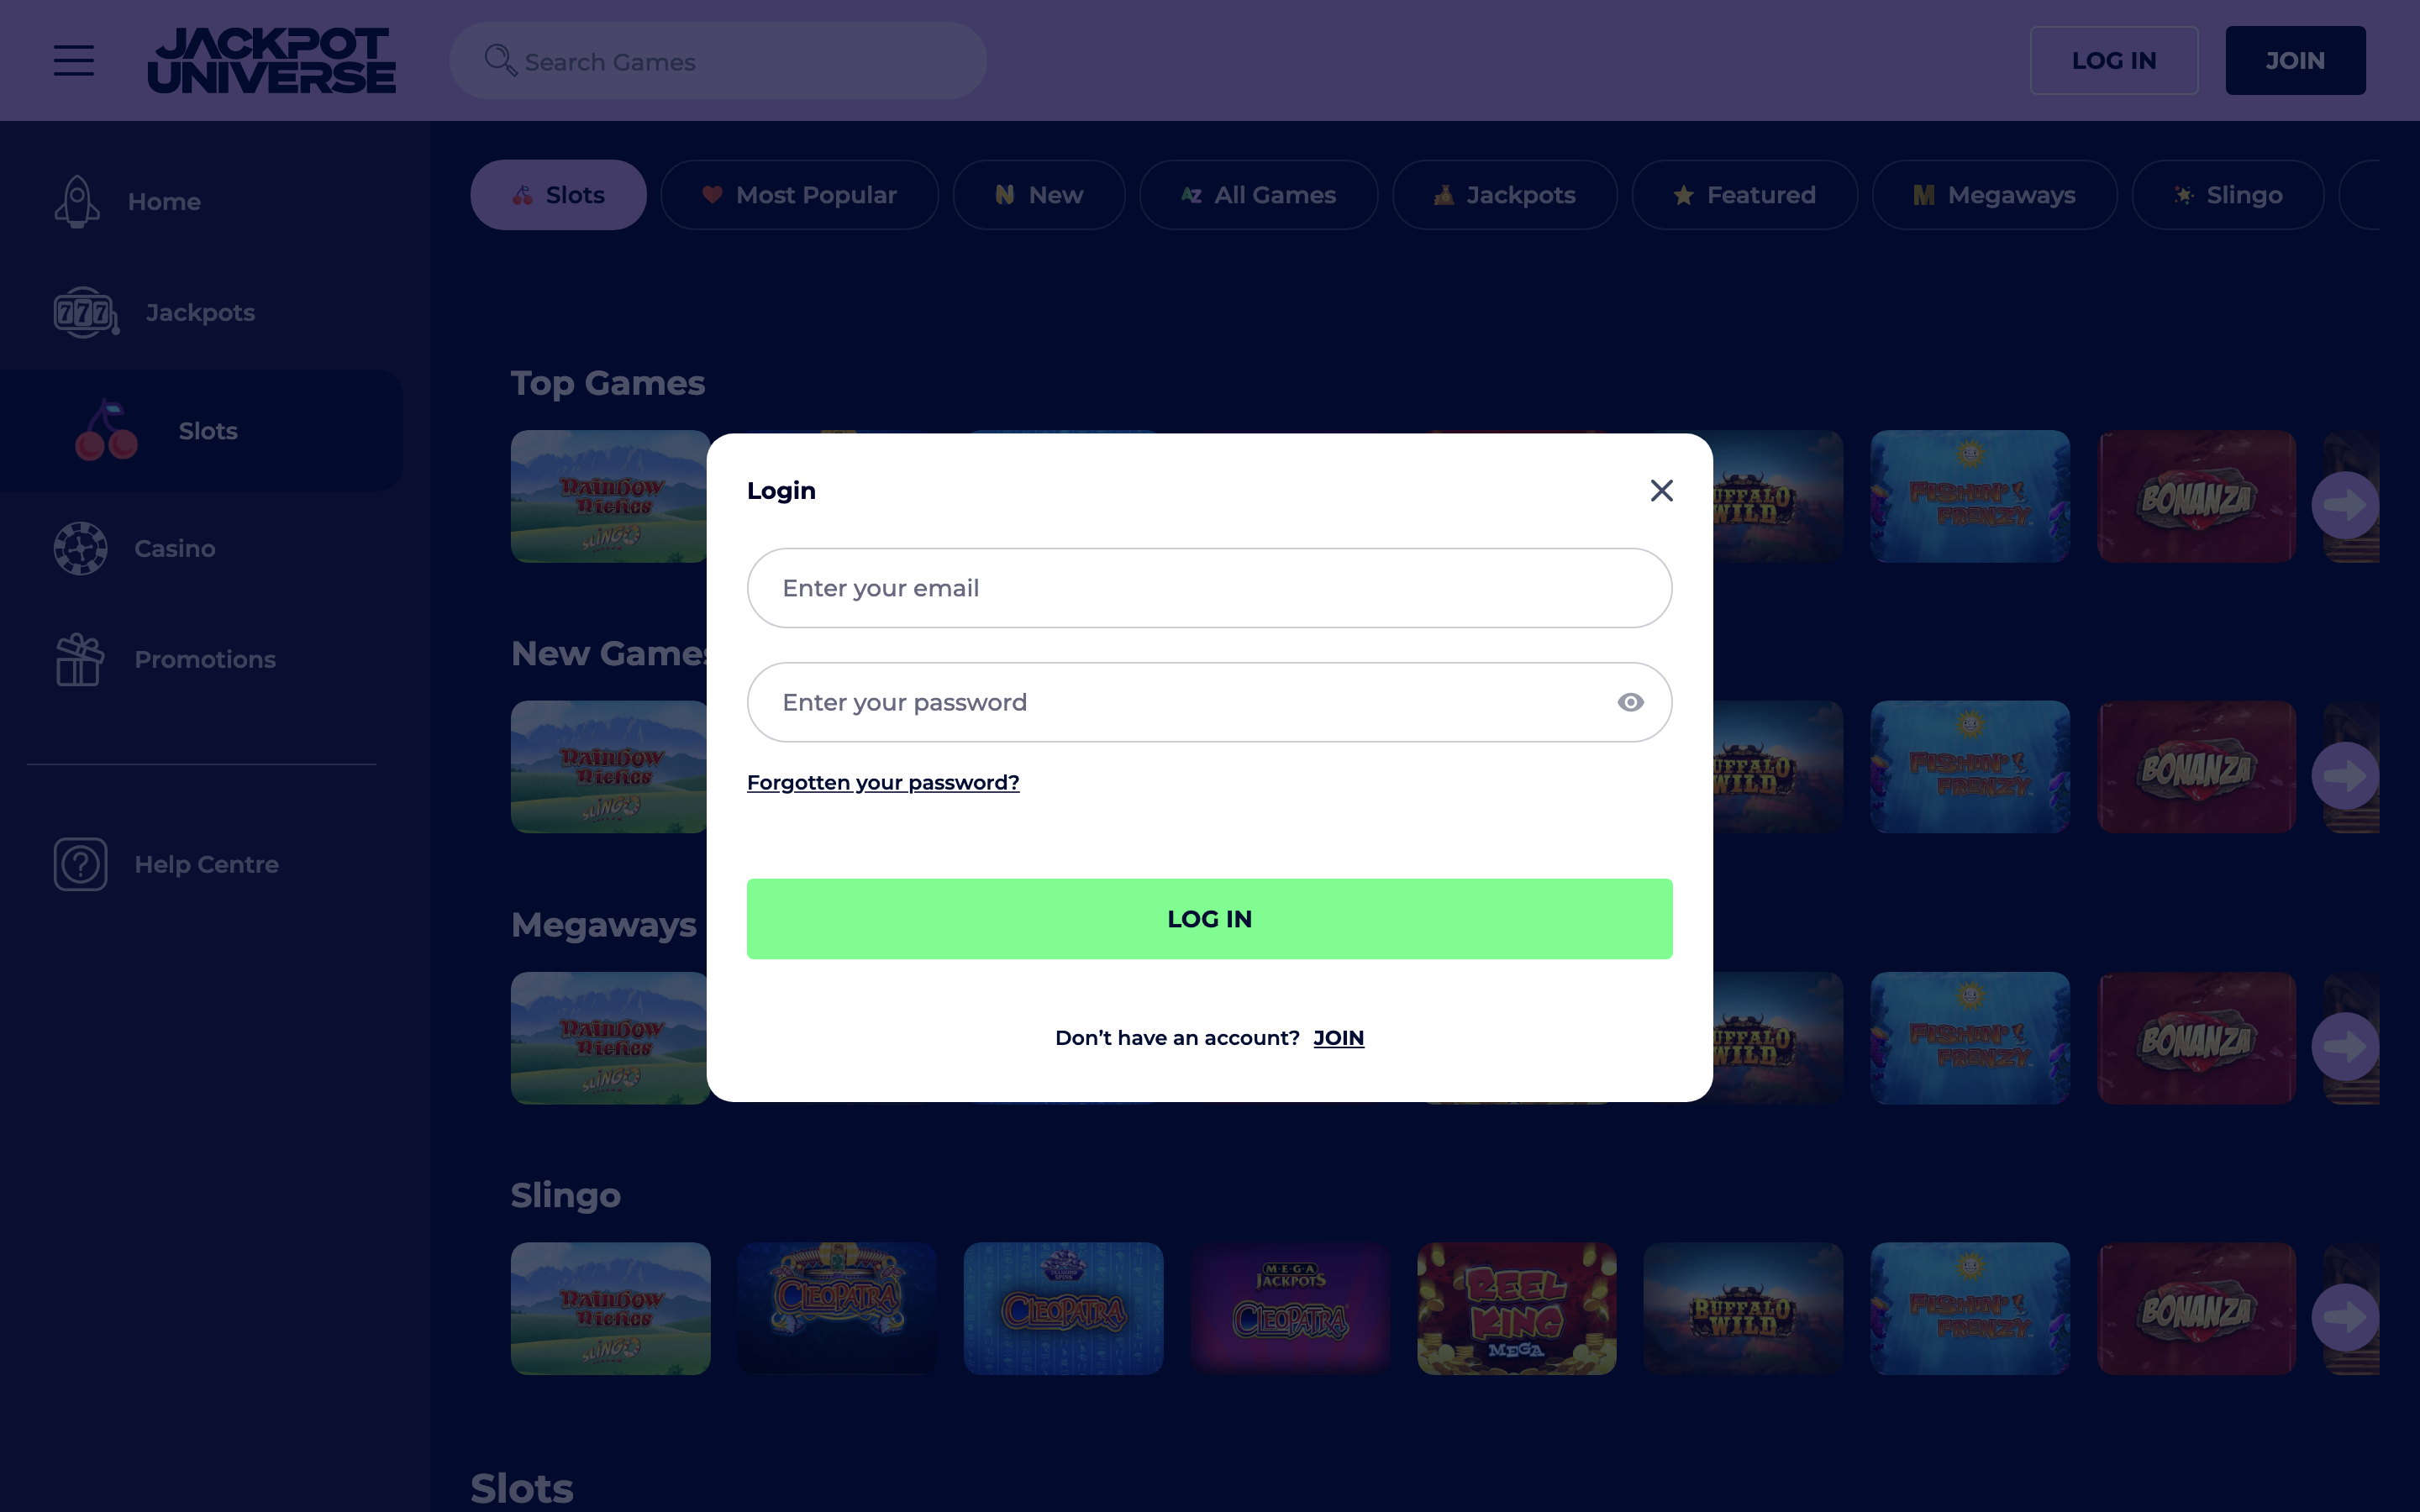 JACKPOT
UNIVERSE
Search Games
LOG IN
JOIN
Home
Jackpots
Slots
Casino
Promotions
Help Centre
Slots
Most Popular
N New
AZ All Games
Jackpots
Featured
M Megaways
Slingo
Top Games
Rainbow
Riches
SLINGO
BUFFALO
WILD
FISHIN'
FRENZY
BONANZA
New Games
Rainbow
Riches
SLINGO
BUFFALO
WILD
FISHIN'
FRENZY
BONANZA
Megaways
Rainbow
Riches
SLINGO
BUFFALO
WILD
FISHIN'
FRENZY
BONANZA
Slingo
Rainbow
Riches
SLINGO
CLEOPATRA
CLEOPATRA
MEGA
JACKPOTS
CLEOPATRA
REEL
KING
MEGA
BUFFALO
WILD
FISHIN'
FRENZY
BONANZA
Slots
Login
Enter your email
Enter your password
Forgotten your password?
LOG IN
Don’t have an account? JOIN